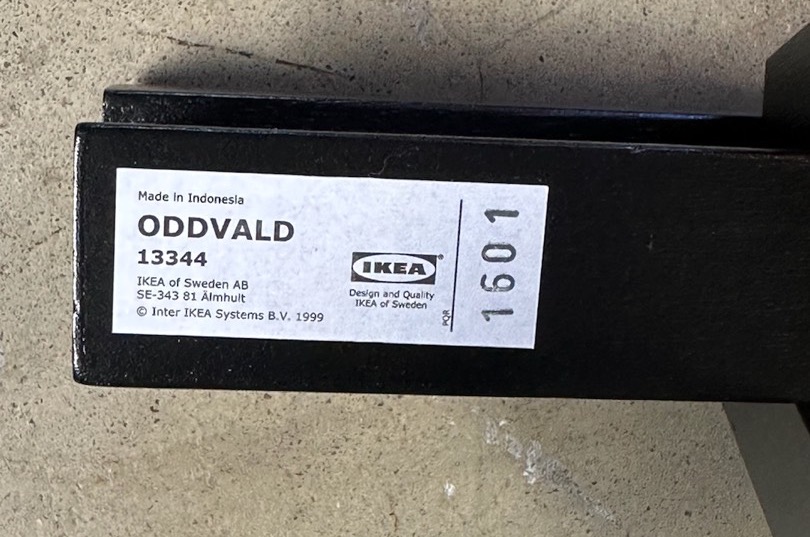 Made in Indonesia
ODDVALD
13344
IKEA of Sweden AB
SE-343 81 Älmhult
© Inter IKEA Systems B.V. 1999
IKEA®
Design and Quality
IKEA of Sweden
PQR
1601